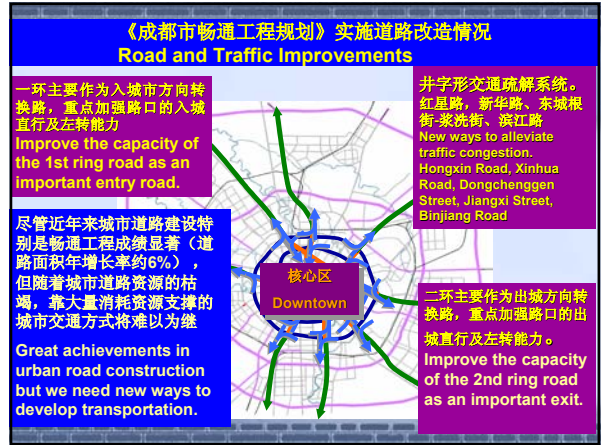 《成都市畅通工程规划》实施道路改造情况
Road and Traffic Improvements
一环主要作为入城市方向转
换路，重点加强路口的入城
直行及左转能力
Improve the capacity of
the 1st ring road as an
important entry road.
井字形交通疏解系统。
红星路，新华路、东城根
街-浆洗街、滨江路
New ways to alleviate
traffic congestion.
Hongxin Road, Xinhua
Road, Dongchenggen
Street, Jiangxi Street,
Binjiang Road
尽管近年来城市道路建设特
别是畅通工程成绩显著（道
路面积年增长率约6%），
但随着城市道路资源的枯
竭，靠大量消耗资源支撑的
城市交通方式将难以为继
Great achievements in
urban road construction
but we need new ways to
develop transportation.
核心区
Downtown
二环主要作为出城方向转
换路，重点加强路口的出
城直行及左转能力。
Improve the capacity
of the 2nd ring road
as an important exit.